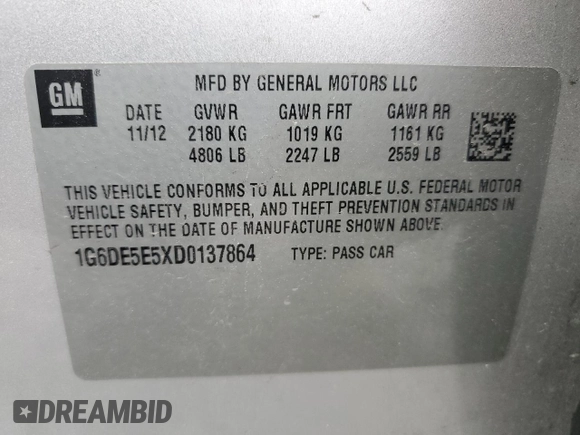 GM
®
MFD BY GENERAL MOTORS LLC
DATE GVWR GAWR FRT GAWR RR
11/12 2180 KG 1019 KG 1161 KG
4806 LB 2247 LB 2559 LB
THIS VEHICLE CONFORMS TO ALL APPLICABLE U.S. FEDERAL MOTOR
VEHICLE SAFETY, BUMPER, AND THEFT PREVENTION STANDARDS IN
EFFECT ON THE DATE OF MANUFACTURE SHOWN ABOVE.
1G6DE5E5XD0137864 TYPE: PASS CAR
DREAMBID